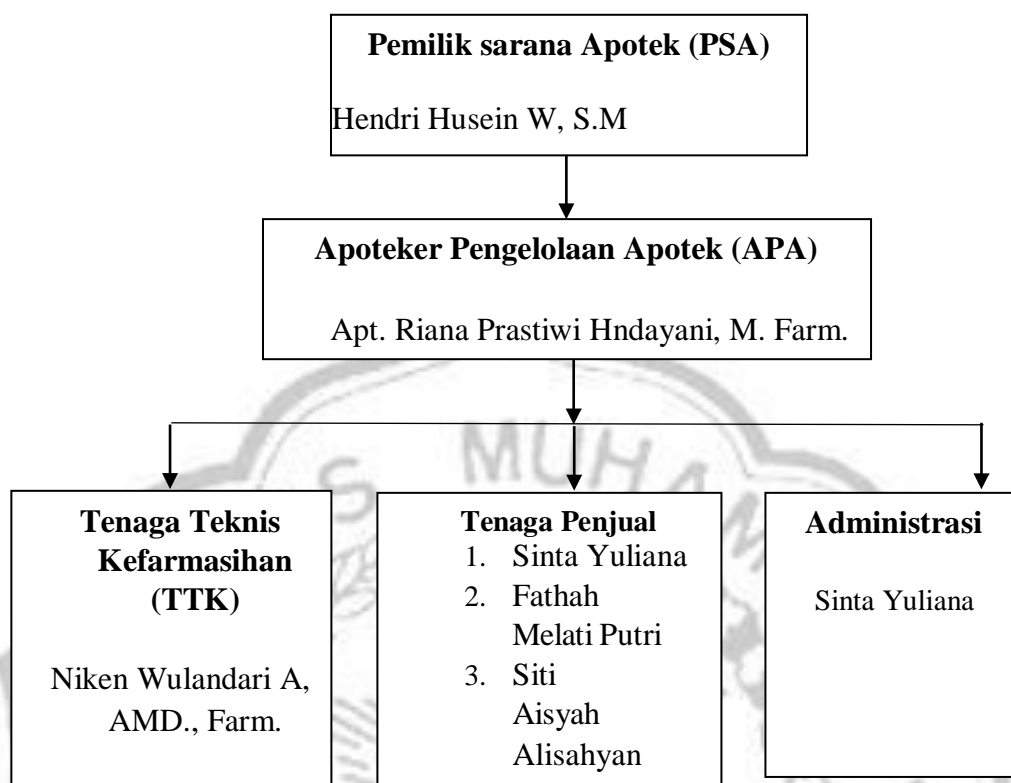 Pemilik sarana Apotek (PSA)
Hendri Husein W, S.M
Apoteker Pengelolaan Apotek (APA)
Apt. Riana Prastiwi Hndayani, M. Farm.
S MUHAM
Tenaga Teknis
Kefarmasihan
(TTK)
Niken Wulandari A,
AMD., Farm.
Tenaga Penjual
1. Sinta Yuliana
2. Fathah
Melati Putri
3. Siti
Aisyah
Alisahyan
Administrasi
Sinta Yuliana